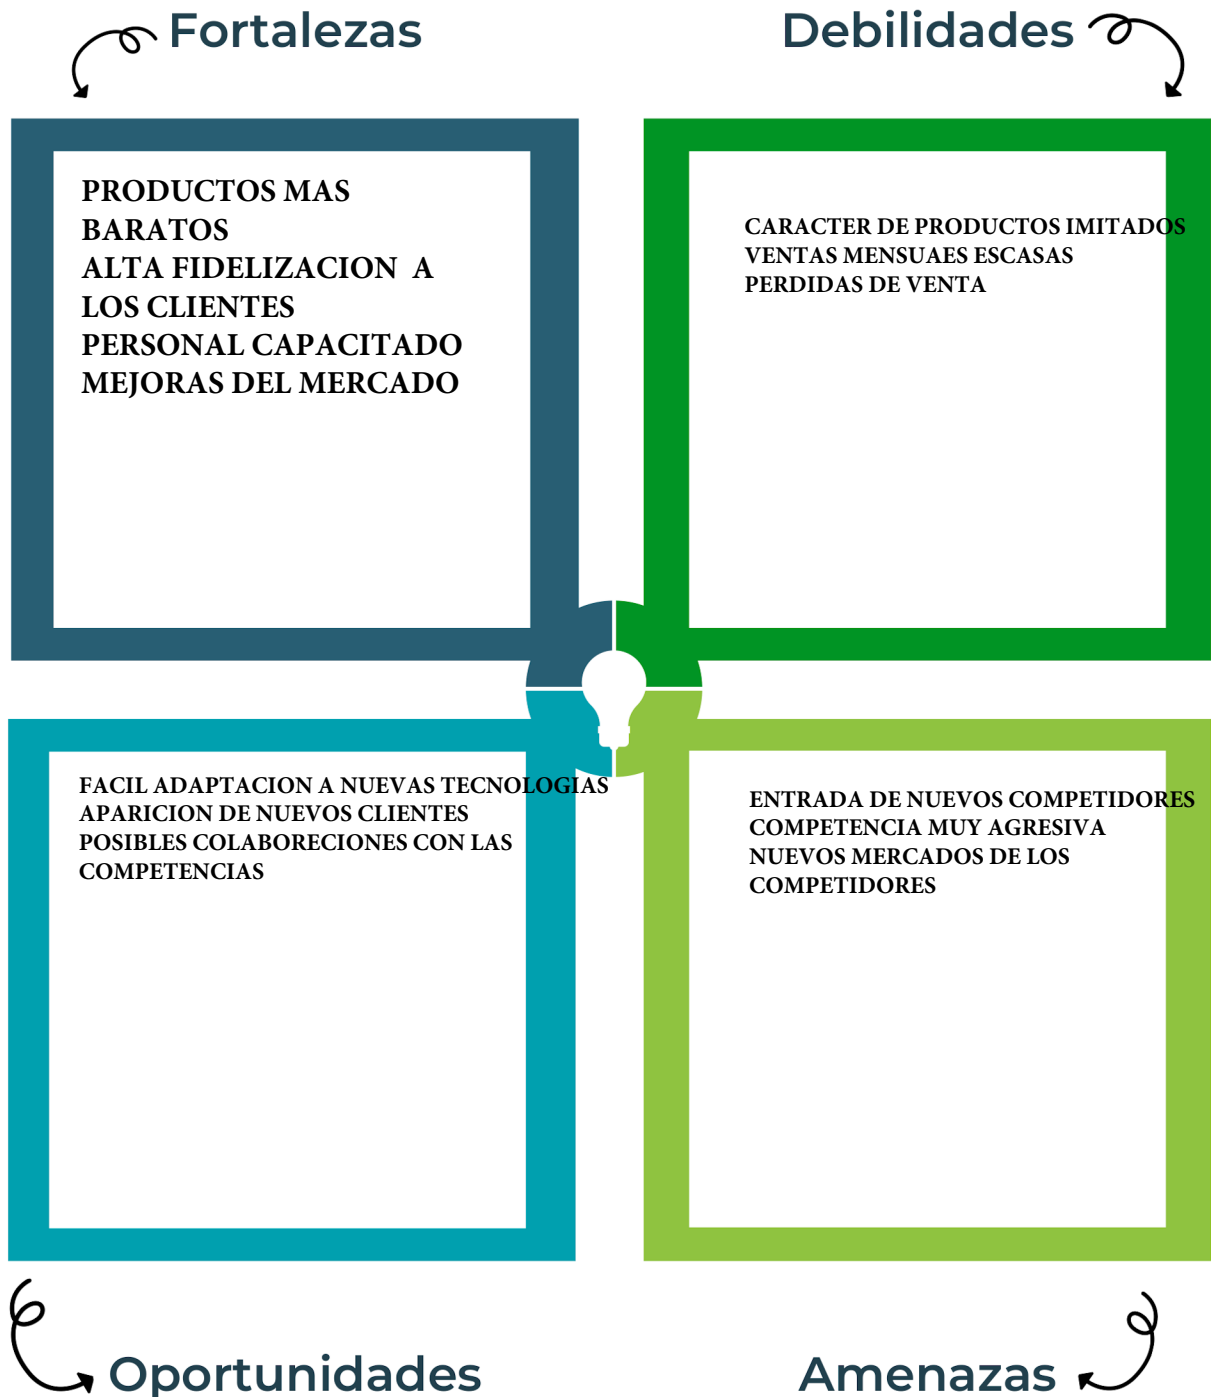 Fortalezas
PRODUCTOS MAS
BARATOS
ALTA FIDELIZACION  A
LOS CLIENTES
PERSONAL CAPACITADO
MEJORAS DEL MERCADO
Debilidades
CARACTER DE PRODUCTOS IMITADOS
VENTAS MENSUAES ESCASAS
PERDIDAS DE VENTA
FACIL ADAPTACION A NUEVAS TECNOLOGIAS
APARICION DE NUEVOS CLIENTES
POSIBLES COLABORECIONES CON LAS
COMPETENCIAS
Oportunidades
ENTRADA DE NUEVOS COMPETIDORES
COMPETENCIA MUY AGRESIVA
NUEVOS MERCADOS DE LOS
COMPETIDORES
Amenazas